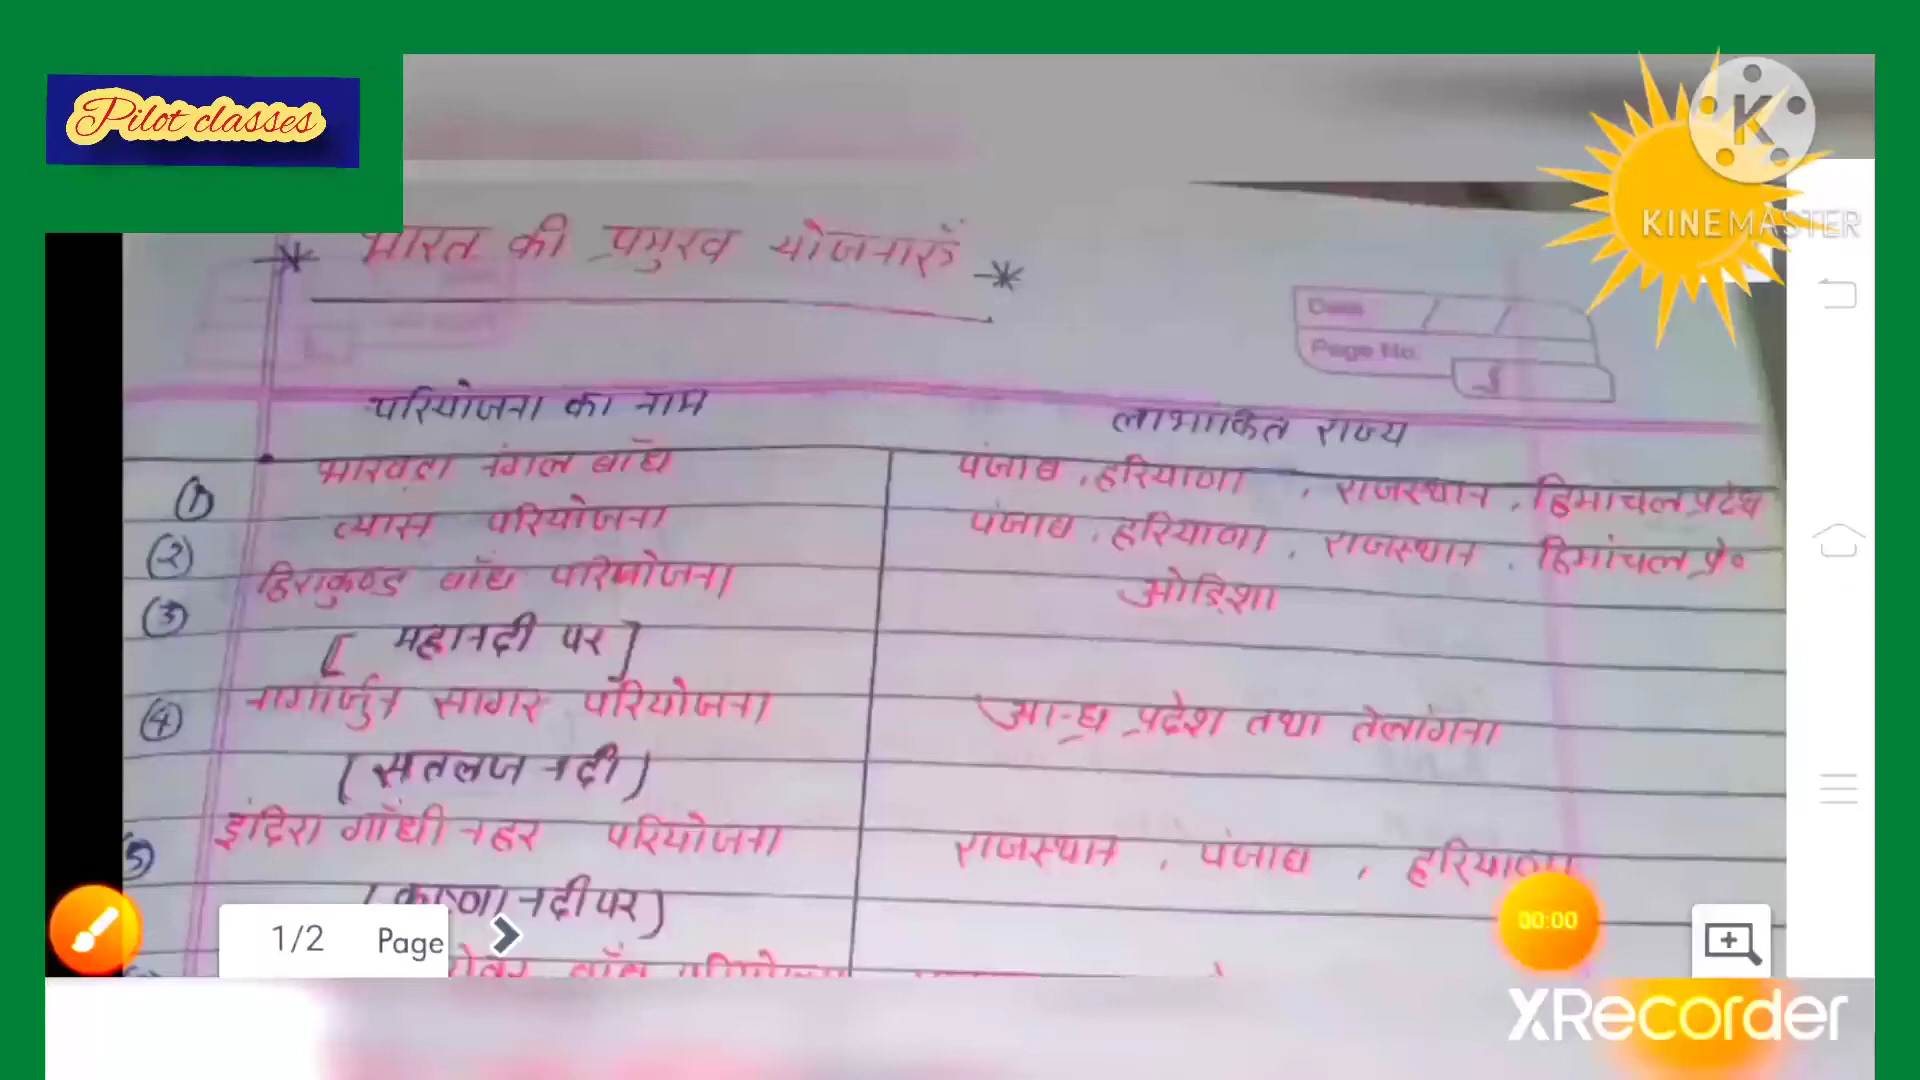 Pilot classes
KINEMASTER
* भारत की प्रमुख योजनाएँ *
Date
Page No.
1
परियोजना का नाम लाभांकित राज्य
(1) भाखड़ा नंगल बाँध पंजाब, हरियाणा, राजस्थान, हिमांचल प्रदेश
(2) व्यास परियोजना पंजाब, हरियाणा, राजस्थान, हिमांचल प्रे॰
(3) हिराकुण्ड बाँध परियोजना ओड़िशा
[ महानदी पर ]
(4) नागार्जुन सागर परियोजना आन्ध्र प्रदेश तथा तेलांगना
(सतलज नदी)
5) इंदिरा गाँधी नहर परियोजना राजस्थान, पंजाब, हरियाणा
(कृष्णा नदी पर)
00:00
1/2 Page
XRecorder